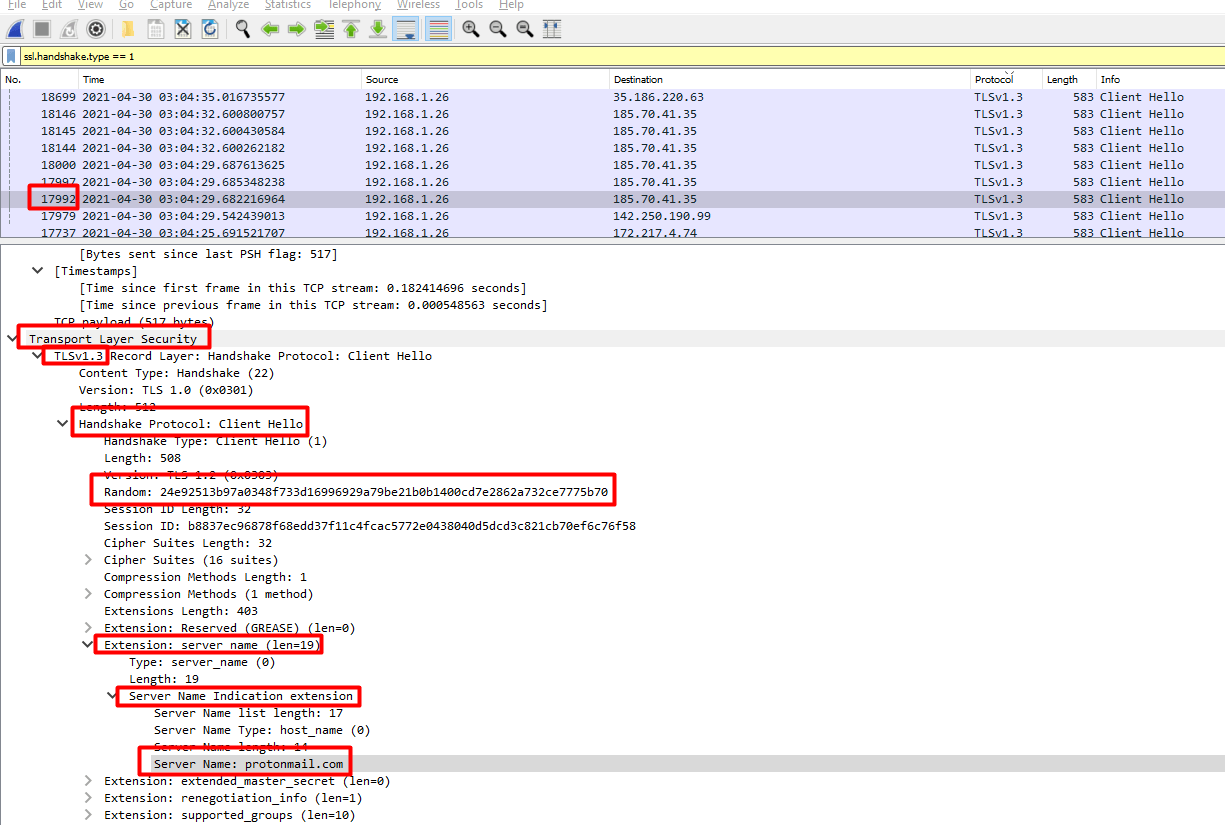 File Edit View Go Capture Analyze Statistics Telephony Wireless Tools Help
ssl.handshake.type == 1
No. Time Source Destination Protocol Length Info
18699 2021-04-30 03:04:35.016735577 192.168.1.26 35.186.220.63 TLSv1.3 583 Client Hello
18146 2021-04-30 03:04:32.600800757 192.168.1.26 185.70.41.35 TLSv1.3 583 Client Hello
18145 2021-04-30 03:04:32.600430584 192.168.1.26 185.70.41.35 TLSv1.3 583 Client Hello
18144 2021-04-30 03:04:32.600262182 192.168.1.26 185.70.41.35 TLSv1.3 583 Client Hello
18000 2021-04-30 03:04:29.687613625 192.168.1.26 185.70.41.35 TLSv1.3 583 Client Hello
17997 2021-04-30 03:04:29.685348238 192.168.1.26 185.70.41.35 TLSv1.3 583 Client Hello
17992 2021-04-30 03:04:29.682216964 192.168.1.26 185.70.41.35 TLSv1.3 583 Client Hello
17979 2021-04-30 03:04:29.542439013 192.168.1.26 142.250.190.99 TLSv1.3 583 Client Hello
17737 2021-04-30 03:04:25.691521707 192.168.1.26 172.217.4.74 TLSv1.3 583 Client Hello
[Bytes sent since last PSH flag: 517]
[Timestamps]
[Time since first frame in this TCP stream: 0.182414696 seconds]
[Time since previous frame in this TCP stream: 0.000548563 seconds]
TCP payload (517 bytes)
Transport Layer Security
TLSv1.3 Record Layer: Handshake Protocol: Client Hello
Content Type: Handshake (22)
Version: TLS 1.0 (0x0301)
Length: 512
Handshake Protocol: Client Hello
Handshake Type: Client Hello (1)
Length: 508
Version: TLS 1.2 (0x0303)
Random: 24e92513b97a0348f733d16996929a79be21b0b1400cd7e2862a732ce7775b70
Session ID Length: 32
Session ID: b8837ec96878f68edd37f11c4fcac5772e0438040d5dcd3c821cb70ef6c76f58
Cipher Suites Length: 32
Cipher Suites (16 suites)
Compression Methods Length: 1
Compression Methods (1 method)
Extensions Length: 403
Extension: Reserved (GREASE) (len=0)
Extension: server_name (len=19)
Type: server_name (0)
Length: 19
Server Name Indication extension
Server Name list length: 17
Server Name Type: host_name (0)
Server Name length: 14
Server Name: protonmail.com
Extension: extended_master_secret (len=0)
Extension: renegotiation_info (len=1)
Extension: supported_groups (len=10)